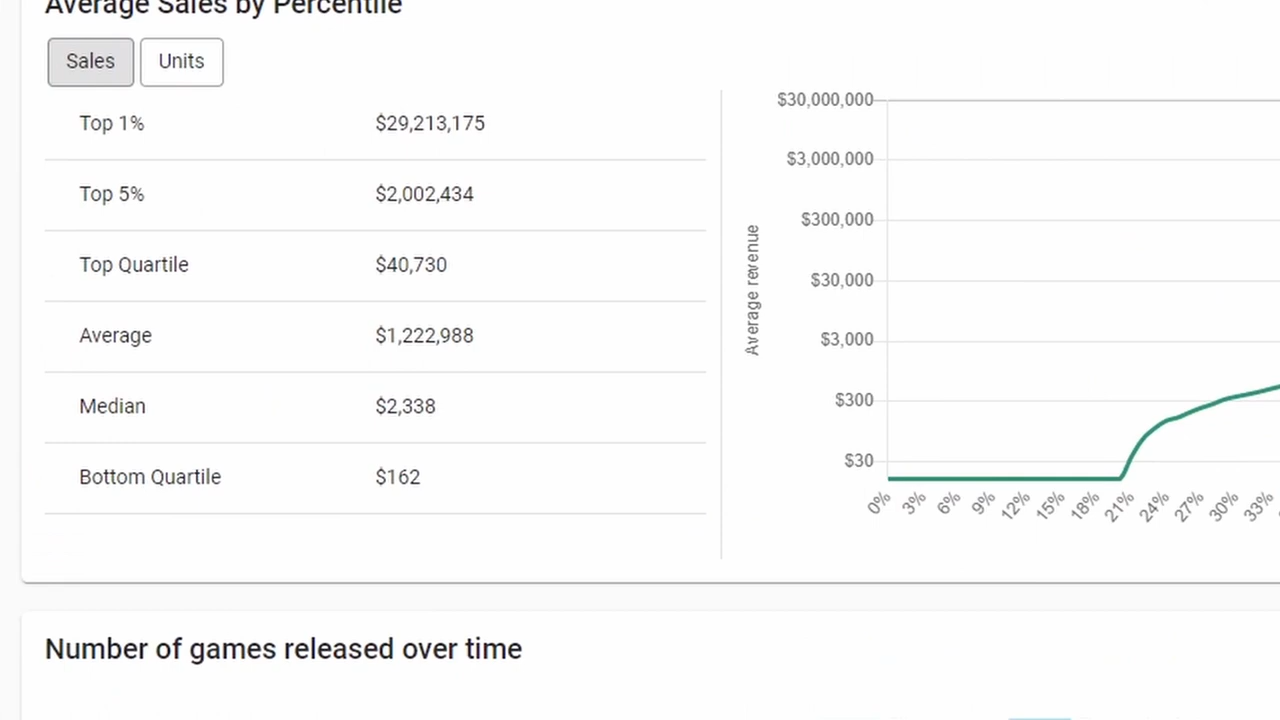 Average Sales by Percentile
Sales Units
Top 1% $29,213,175
Top 5% $2,002,434
Top Quartile $40,730
Average $1,222,988
Median $2,338
Bottom Quartile $162
$30,000,000
$3,000,000
$300,000
$30,000
$3,000
$300
$30
Average revenue
0% 3% 6% 9% 12% 15% 18% 21% 24% 27% 30% 33%
Number of games released over time